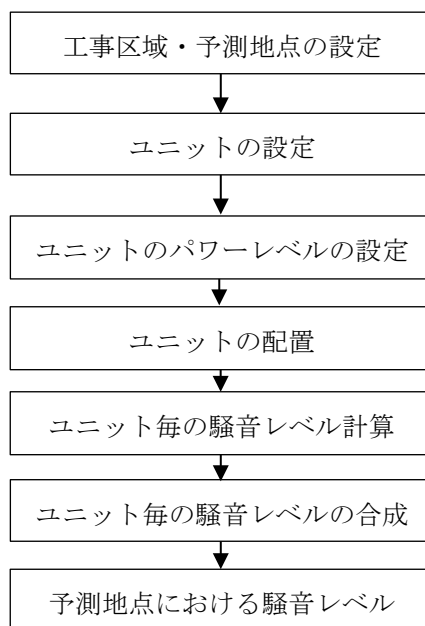 工事区域・予測地点の設定
ユニットの設定
ユニットのパワーレベルの設定
ユニットの配置
ユニット毎の騒音レベル計算
ユニット毎の騒音レベルの合成
予測地点における騒音レベル